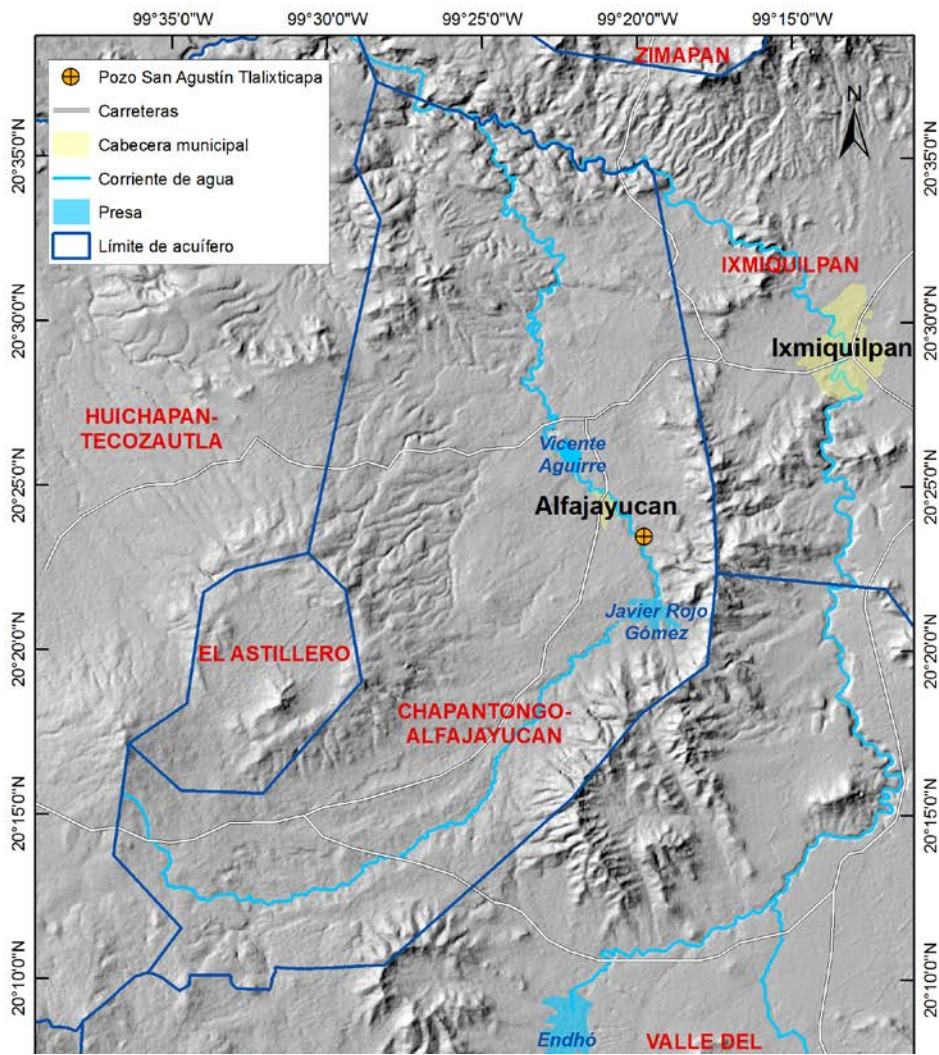 99°35'0"W
99°30'0"W
99°25'0"W
99°20'0"W
99°15'0"W
Pozo San Agustín Tlalixticapa
Carreteras
Cabecera municipal
Corriente de agua
Presa
Límite de acuífero
ZIMAPAN
N
20°35'0"N
20°35'0"N
IXMIQUILPAN
20°30'0"N
20°30'0"N
Ixmiquilpan
HUICHAPAN-
TECOZAUTLA
Vicente
Aguirre
20°25'0"N
20°25'0"N
Alfajayucan
Javier Rojo
Gómez
20°20'0"N
20°20'0"N
EL ASTILLERO
CHAPANTONGO-
ALFAJAYUCAN
20°15'0"N
20°15'0"N
20°10'0"N
20°10'0"N
Endhó
VALLE DEL